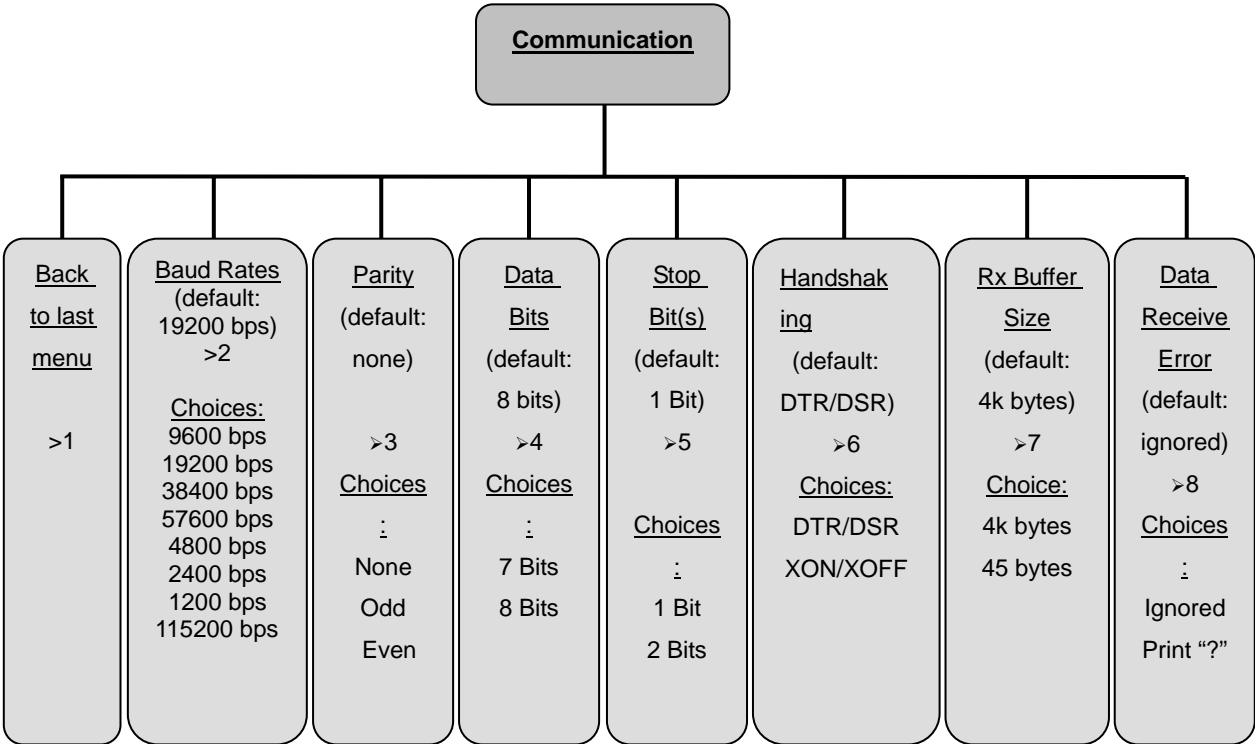 Communication
Back
to last
menu
>1
Baud Rates
(default:
19200 bps)
>2
Choices:
9600 bps
19200 bps
38400 bps
57600 bps
4800 bps
2400 bps
1200 bps
115200 bps
Parity
(default:
none)
➢3
Choices
:
None
Odd
Even
Data
Bits
(default:
8 bits)
➢4
Choices
:
7 Bits
8 Bits
Stop
Bit(s)
(default:
1 Bit)
➢5
Choices
:
1 Bit
2 Bits
Handshak
ing
(default:
DTR/DSR)
➢6
Choices:
DTR/DSR
XON/XOFF
Rx Buffer
Size
(default:
4k bytes)
➢7
Choice:
4k bytes
45 bytes
Data
Receive
Error
(default:
ignored)
➢8
Choices
:
Ignored
Print “?”